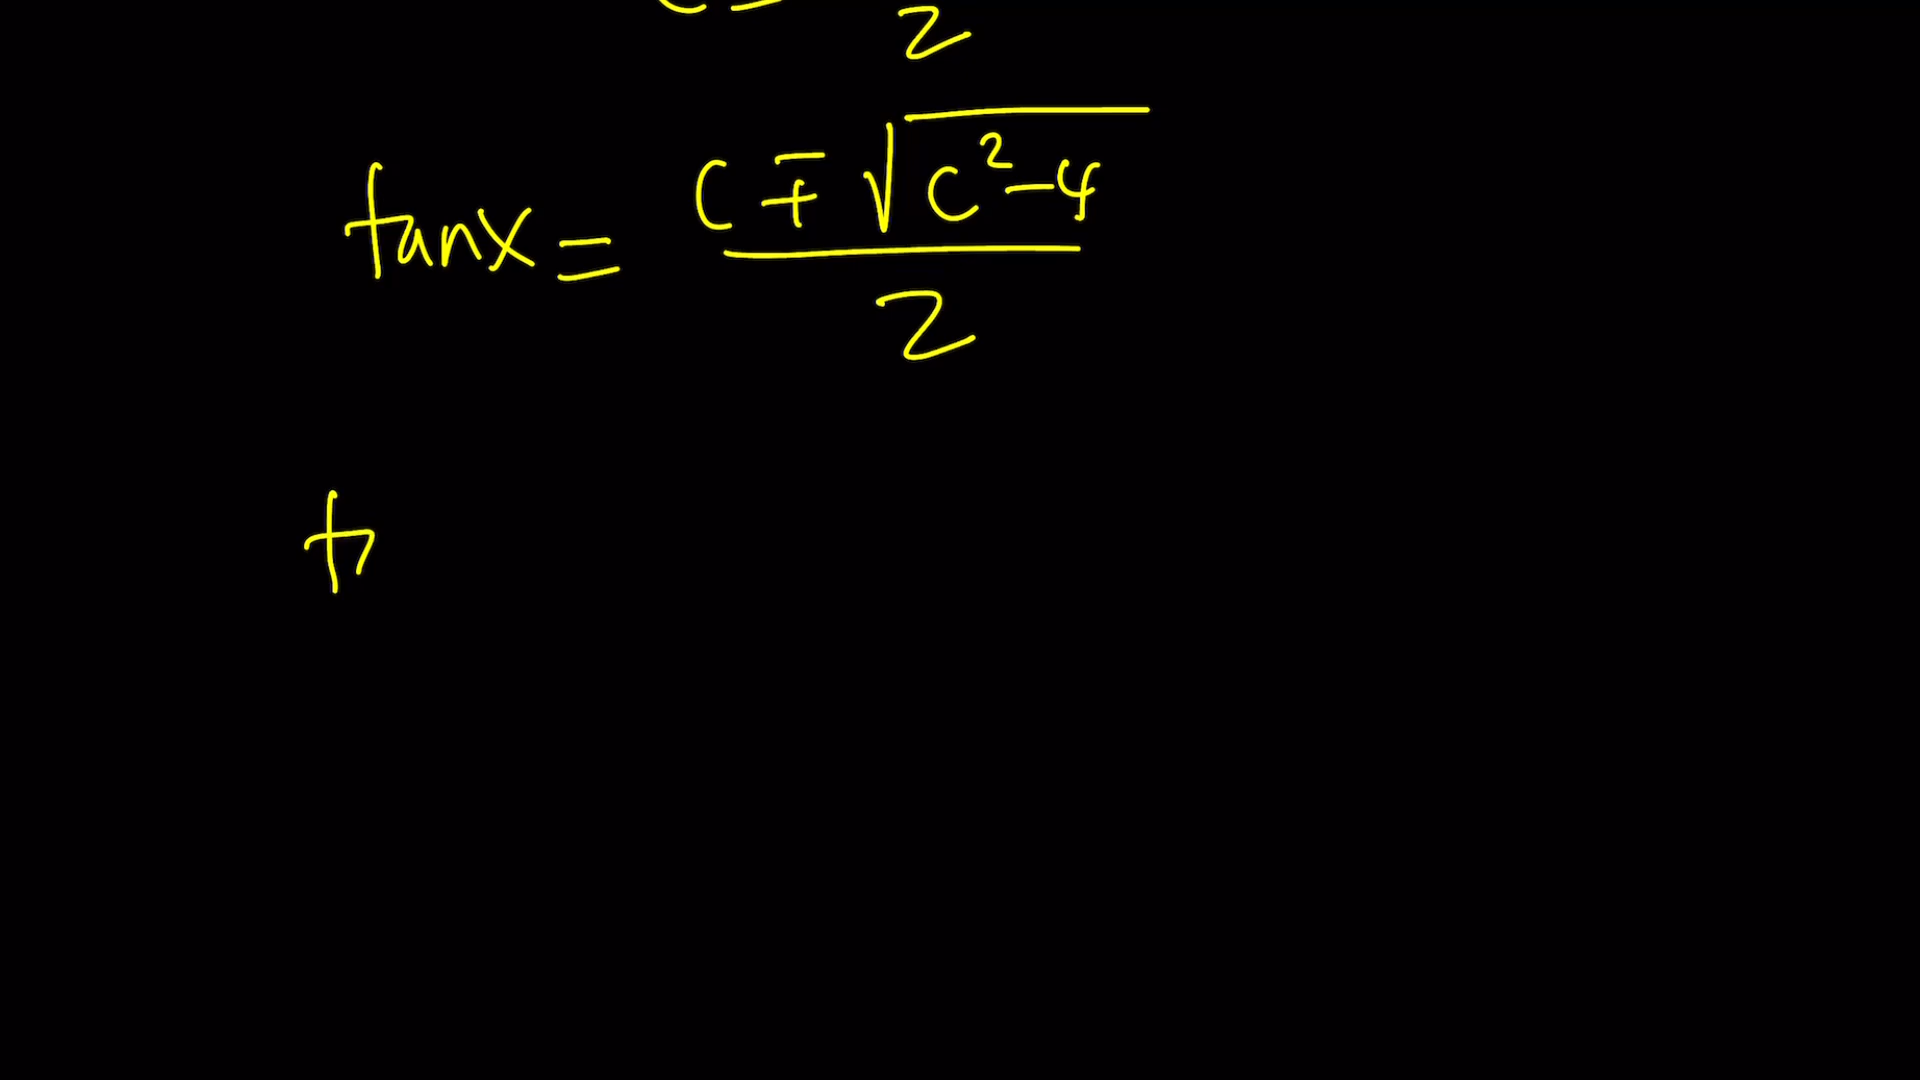 c = 2
tanx = (c ∓ √(c²-4)) / 2
t